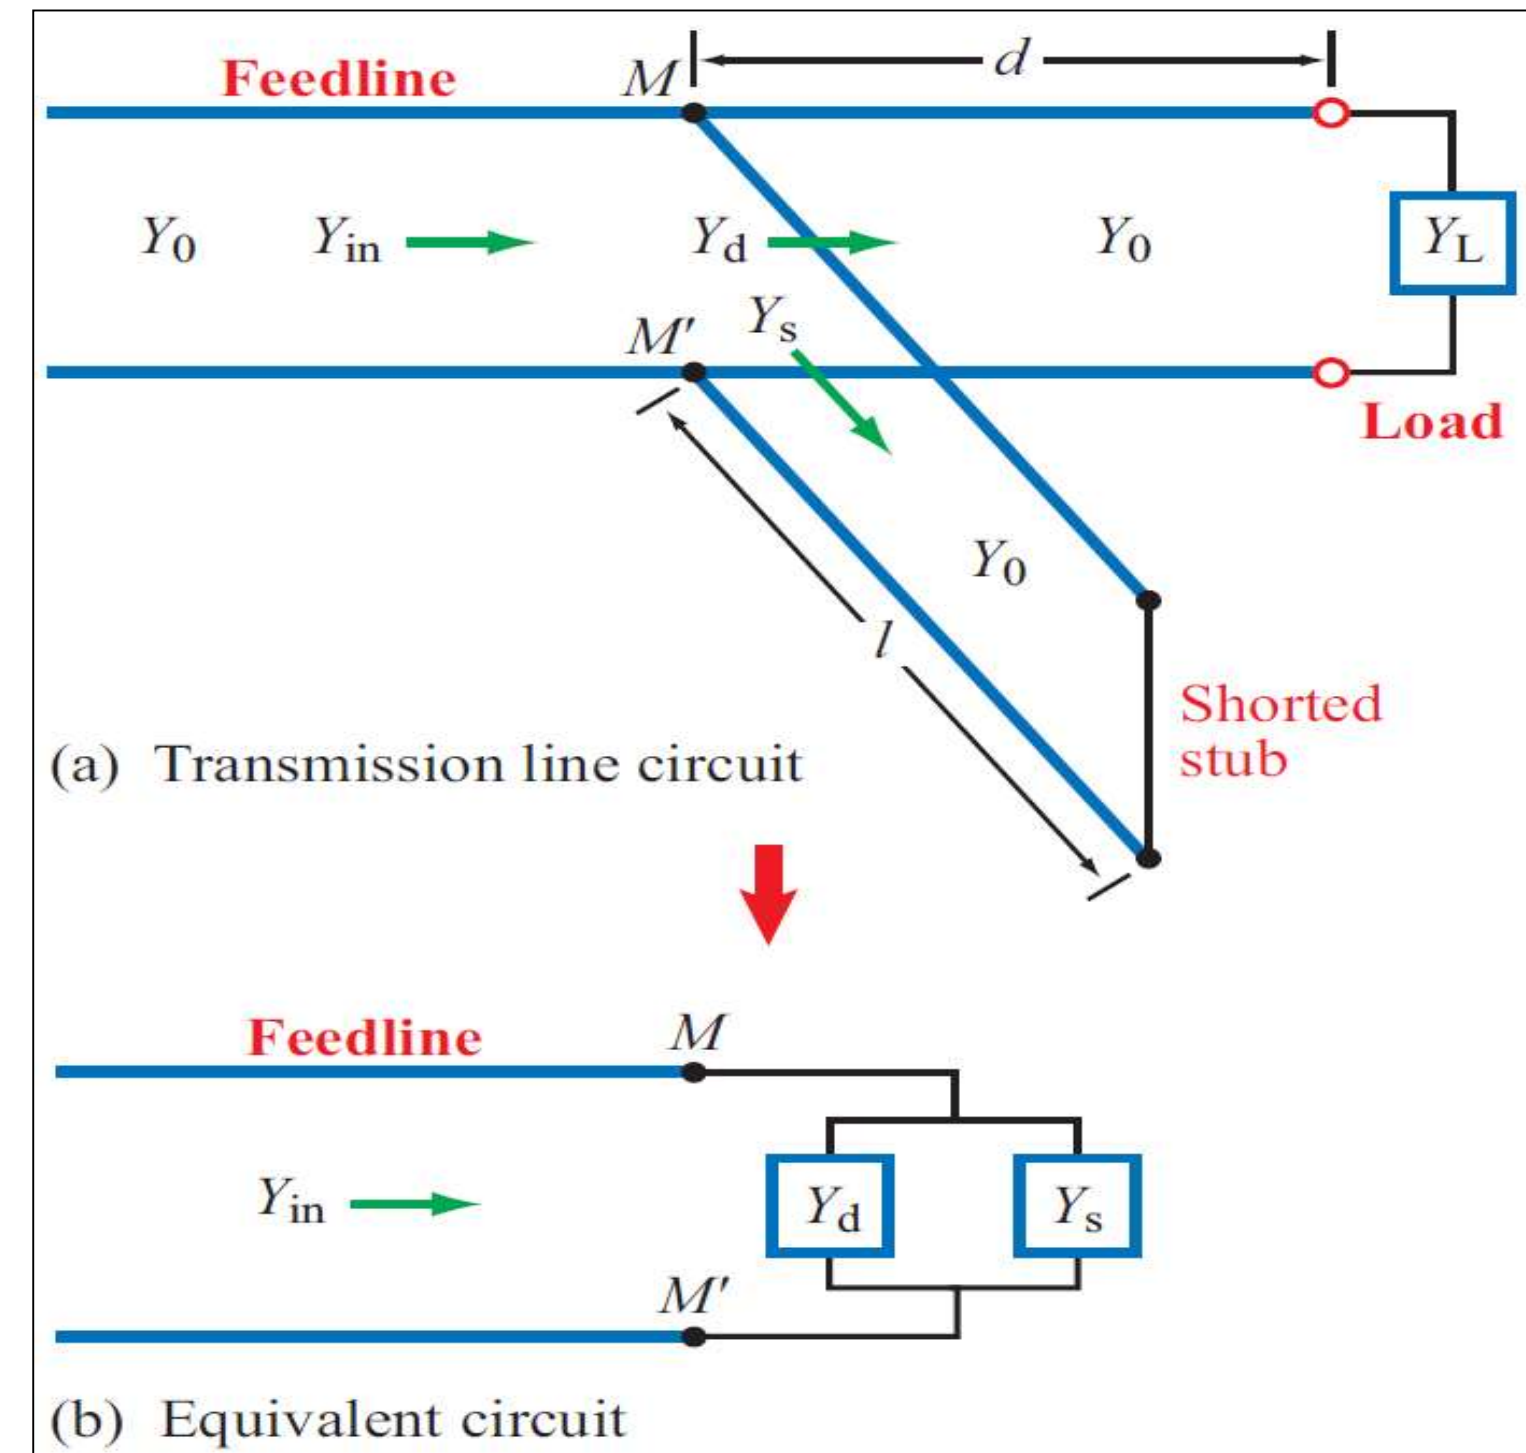 Feedline
M
d
Y0
Yin
Yd
Y0
YL
M′
Ys
Load
Y0
l
Shorted
stub
(a) Transmission line circuit
Feedline
M
Yin
Yd
Ys
M′
(b) Equivalent circuit